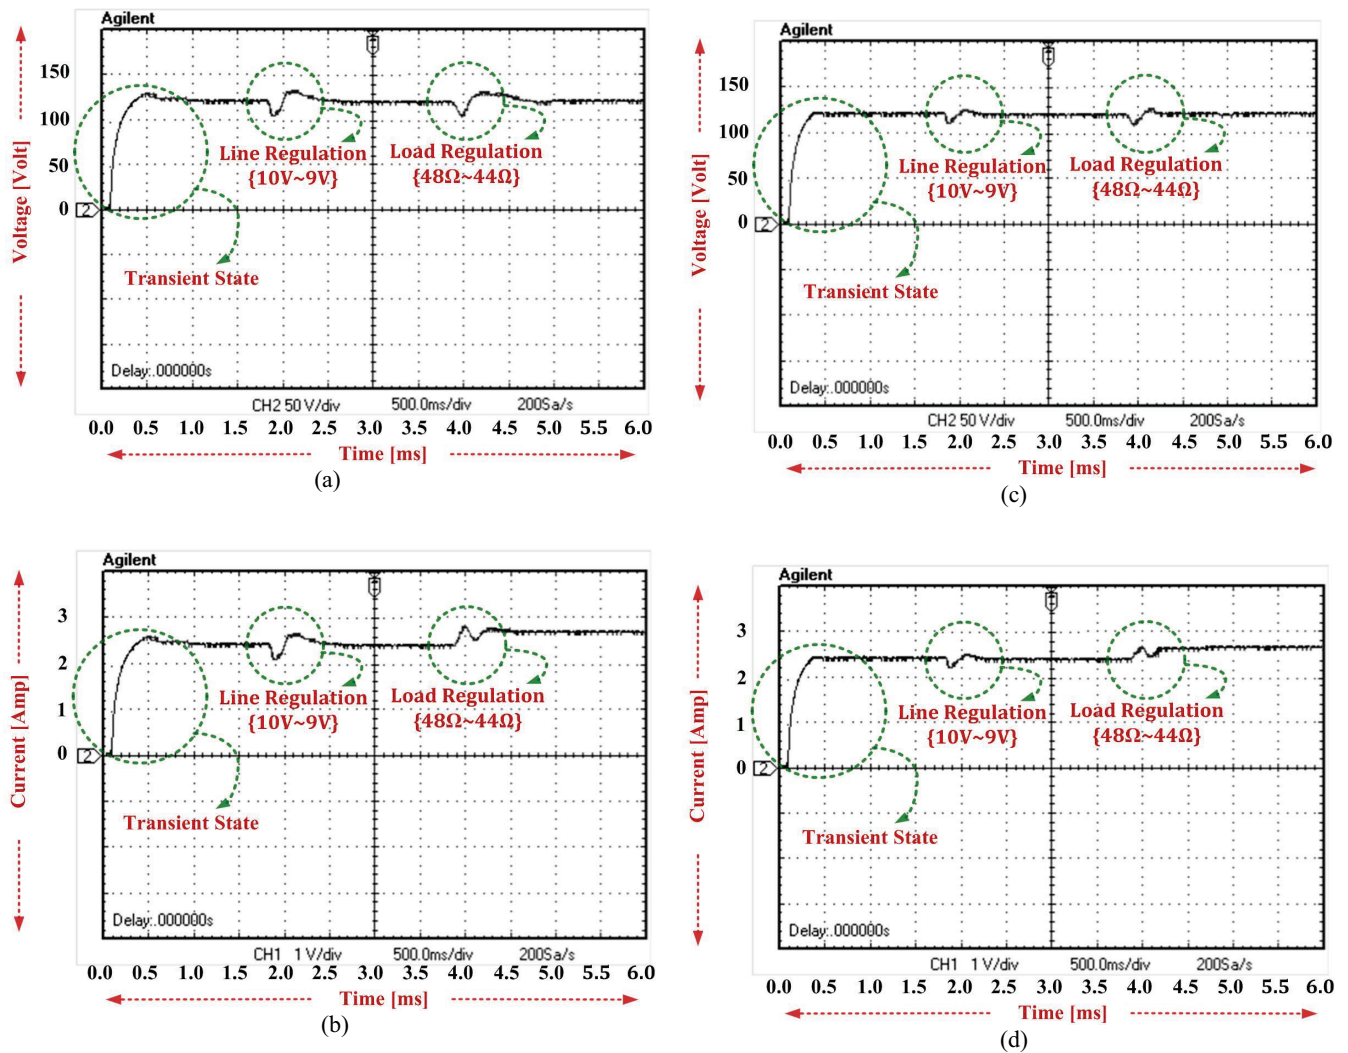 Agilent
150
100
50
0
2
Voltage [Volt]
Line Regulation
{10V~9V}
Load Regulation
{48Ω~44Ω}
Transient State
Delay:.000000s
CH2 50 V/div 500.0ms/div 200Sa/s
0.0 0.5 1.0 1.5 2.0 2.5 3.0 3.5 4.0 4.5 5.0 5.5 6.0
Time [ms]
(a)
Agilent
150
100
50
0
2
Voltage [Volt]
Line Regulation
{10V~9V}
Load Regulation
{48Ω~44Ω}
Transient State
Delay:.000000s
CH2 50 V/div 500.0ms/div 200Sa/s
0.0 0.5 1.0 1.5 2.0 2.5 3.0 3.5 4.0 4.5 5.0 5.5 6.0
Time [ms]
(c)
Agilent
3
2
1
0
2
Current [Amp]
Line Regulation
{10V~9V}
Load Regulation
{48Ω~44Ω}
Transient State
Delay:.000000s
CH1 1 V/div 500.0ms/div 200Sa/s
0.0 0.5 1.0 1.5 2.0 2.5 3.0 3.5 4.0 4.5 5.0 5.5 6.0
Time [ms]
(b)
Agilent
3
2
1
0
2
Current [Amp]
Line Regulation
{10V~9V}
Load Regulation
{48Ω~44Ω}
Transient State
Delay:.000000s
CH1 1 V/div 500.0ms/div 200Sa/s
0.0 0.5 1.0 1.5 2.0 2.5 3.0 3.5 4.0 4.5 5.0 5.5 6.0
Time [ms]
(d)